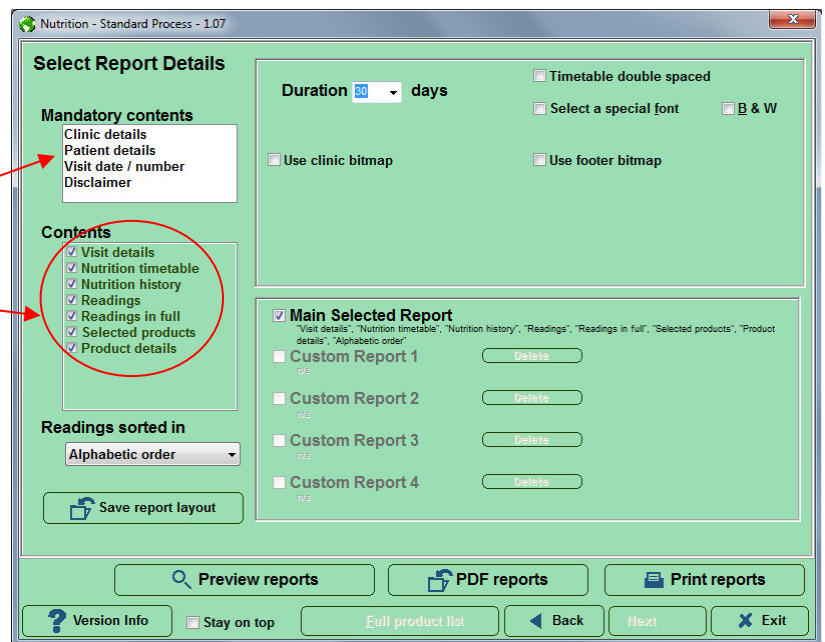 Nutrition - Standard Process - 1.07
Select Report Details
Mandatory contents
Clinic details
Patient details
Visit date / number
Disclaimer
Contents
Visit details
Nutrition timetable
Nutrition history
Readings
Readings in full
Selected products
Product details
Readings sorted in
Alphabetic order
Save report layout
Duration 30 days
Timetable double spaced
Select a special font
B & W
Use clinic bitmap
Use footer bitmap
Main Selected Report
"Visit details", "Nutrition timetable", "Nutrition history", "Readings", "Readings in full", "Selected products", "Product
details", "Alphabetic order"
Custom Report 1 Delete
n/a
Custom Report 2 Delete
n/a
Custom Report 3 Delete
n/a
Custom Report 4 Delete
n/a
Preview reports PDF reports Print reports
Version Info Stay on top Full product list Back Next Exit